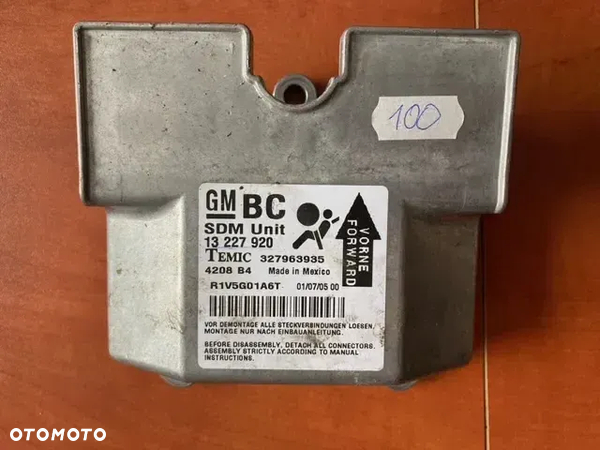 100
GM BC
SDM Unit
13 227 920
TEMIC 327963935
4208 B4 Made in Mexico
R1V5G01A6T 01/07/05 00
VORNE
FORWARD
VOR DEMONTAGE ALLE STECKVERBINDUNGEN LOESEN,
MONTAGE NUR NACH EINBAUANLEITUNG.
BEFORE DISASSEMBLY, DETACH ALL CONNECTORS.
ASSEMBLY STRICTLY ACCORDING TO MANUAL
INSTRUCTIONS.
OTOMOTO